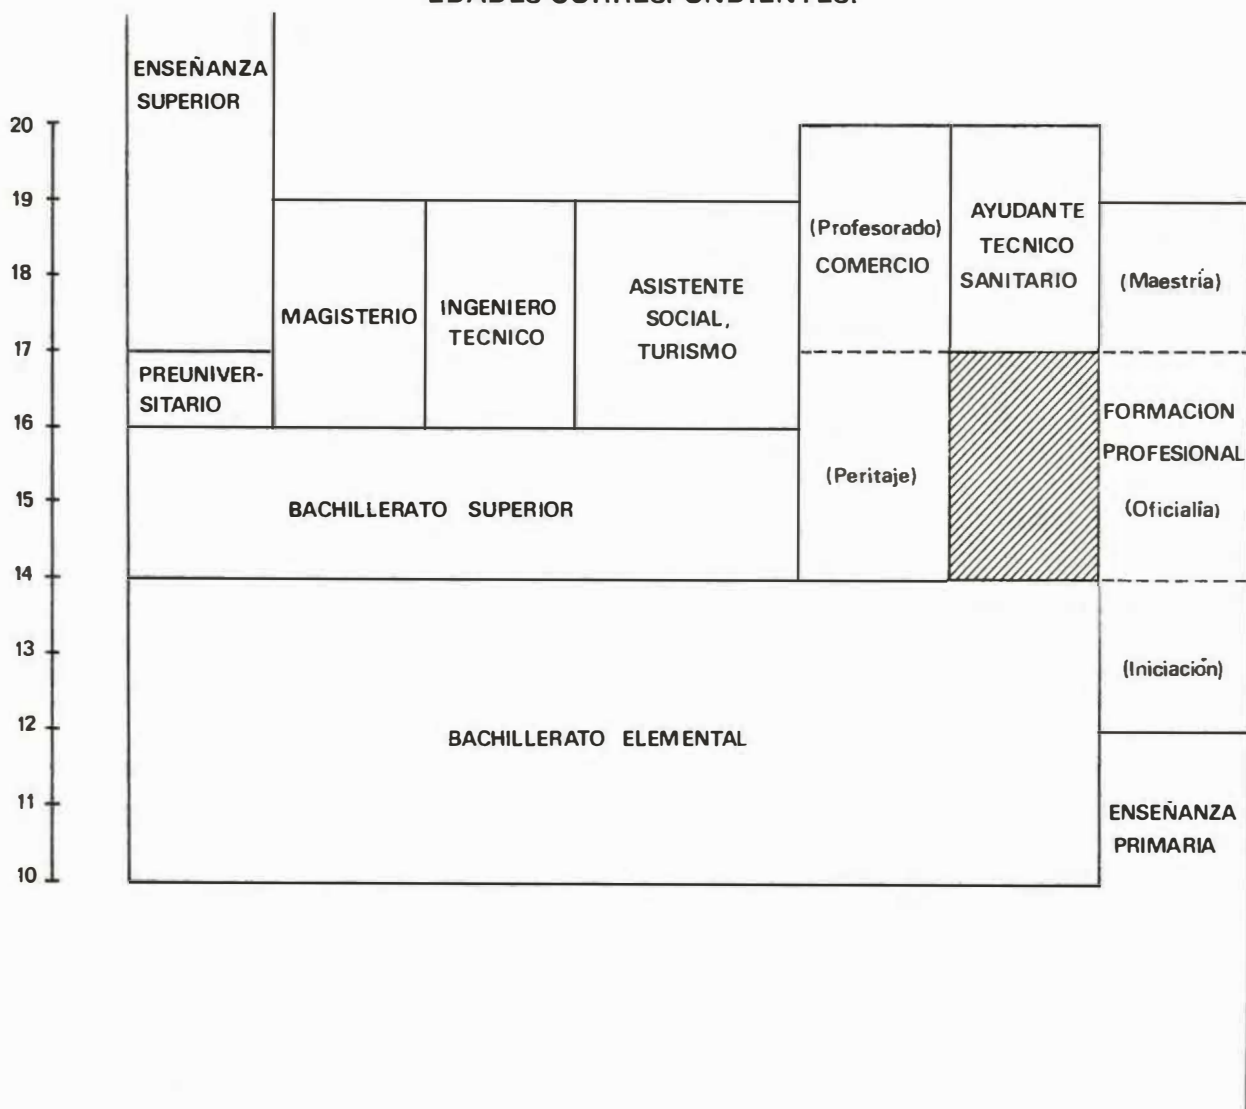 EDADES CORRESPONDIENTES.
ENSEÑANZA
SUPERIOR
20
19
18
17
16
15
14
13
12
11
10
PREUNIVER-
SITARIO
MAGISTERIO
INGENIERO
TECNICO
ASISTENTE
SOCIAL,
TURISMO
(Profesorado)
COMERCIO
(Peritaje)
AYUDANTE
TECNICO
SANITARIO
(Maestría)
FORMACION
PROFESIONAL
(Oficialía)
(Iniciación)
BACHILLERATO SUPERIOR
BACHILLERATO ELEMENTAL
ENSEÑANZA
PRIMARIA